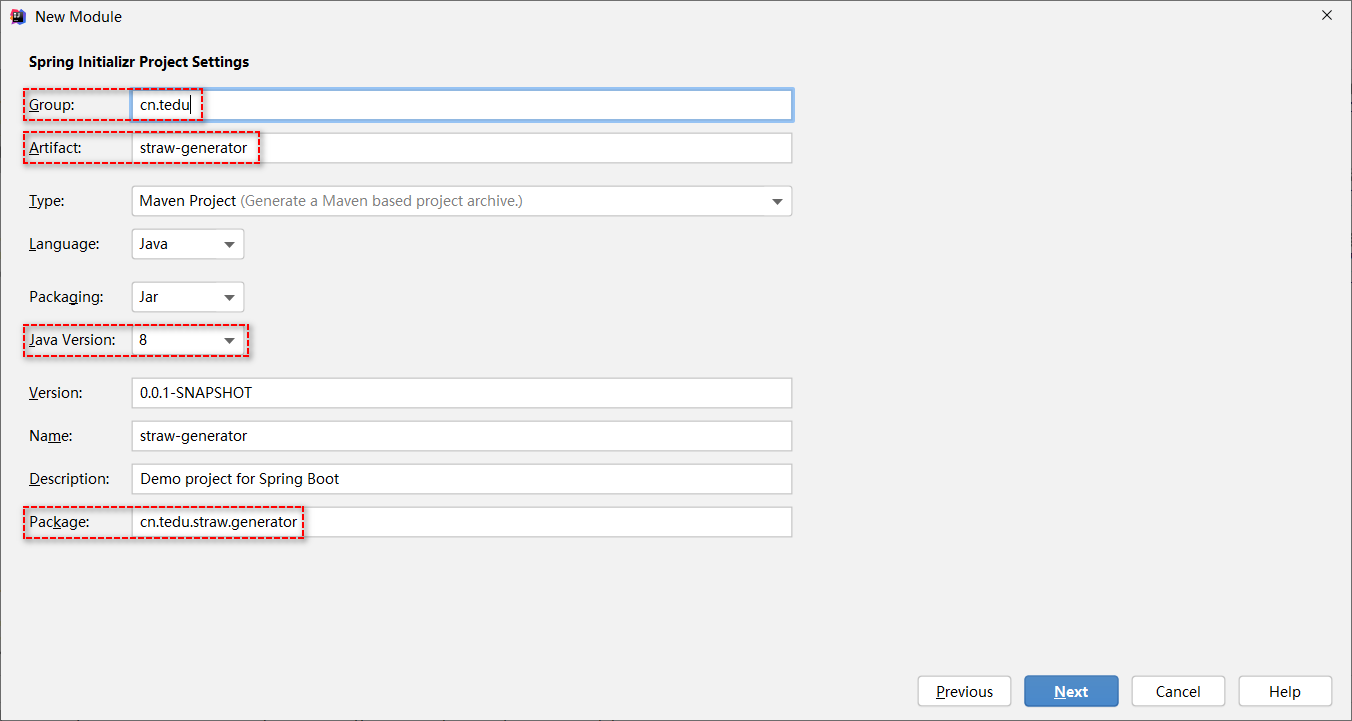 New Module
Spring Initializr Project Settings
Group: cn.tedu
Artifact: straw-generator
Type: Maven Project (Generate a Maven based project archive.)
Language: Java
Packaging: Jar
Java Version: 8
Version: 0.0.1-SNAPSHOT
Name: straw-generator
Description: Demo project for Spring Boot
Package: cn.tedu.straw.generator
Previous Next Cancel Help